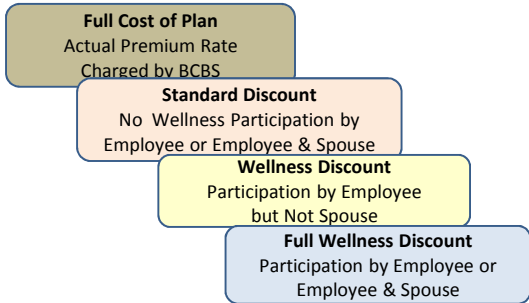 Full Cost of Plan
Actual Premium Rate
Charged by BCBS
Standard Discount
No Wellness Participation by
Employee or Employee & Spouse
Wellness Discount
Participation by Employee
but Not Spouse
Full Wellness Discount
Participation by Employee or
Employee & Spouse